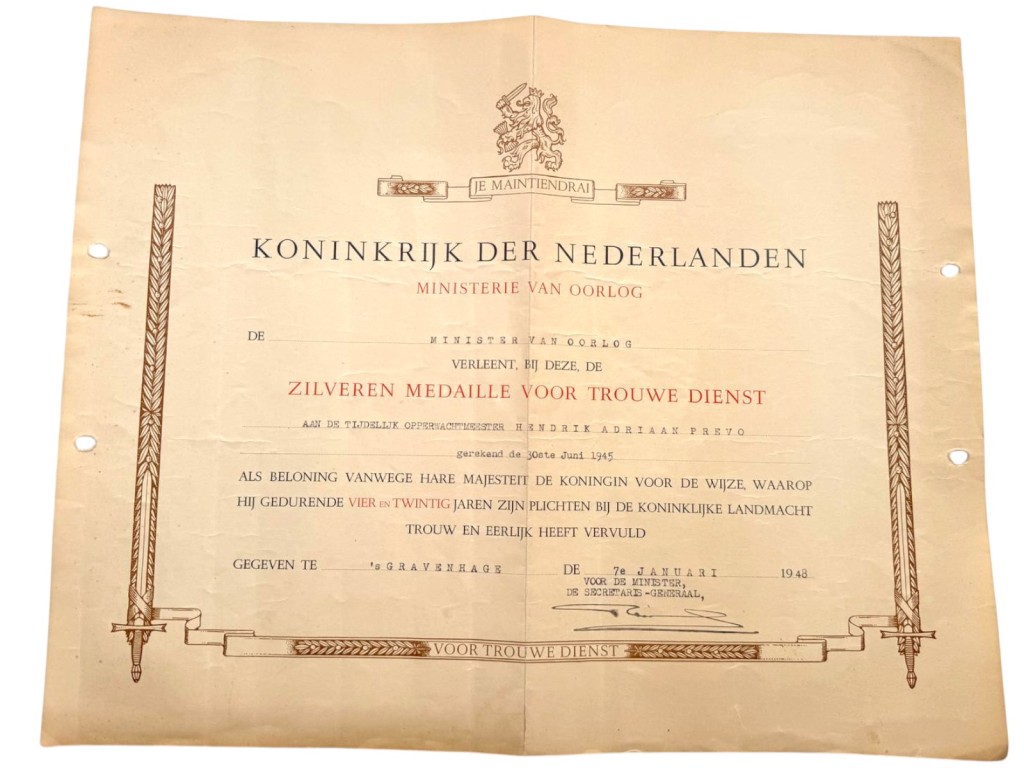 JE MAINTIENDRAI
KONINKRIJK DER NEDERLANDEN
MINISTERIE VAN OORLOG
DE MINISTER VAN OORLOG
VERLEENT, BIJ DEZE, DE
ZILVEREN MEDAILLE VOOR TROUWE DIENST
AAN DE TIJDELIJK OPPERWACHTMEESTER HENDRIK ADRIAAN PREVO
gerekend de 30ste Juni 1945
ALS BELONING VANWEGE HARE MAJESTEIT DE KONINGIN VOOR DE WIJZE, WAAROP
HIJ GEDURENDE VIER EN TWINTIG JAREN ZIJN PLICHTEN BIJ DE KONINKLIJKE LANDMACHT
TROUW EN EERLIJK HEEFT VERVULD
GEGEVEN TE 's GRAVENHAGE DE 7e JANUARI 1948
VOOR DE MINISTER,
DE SECRETARIS-GENERAAL,
VOOR TROUWE DIENST